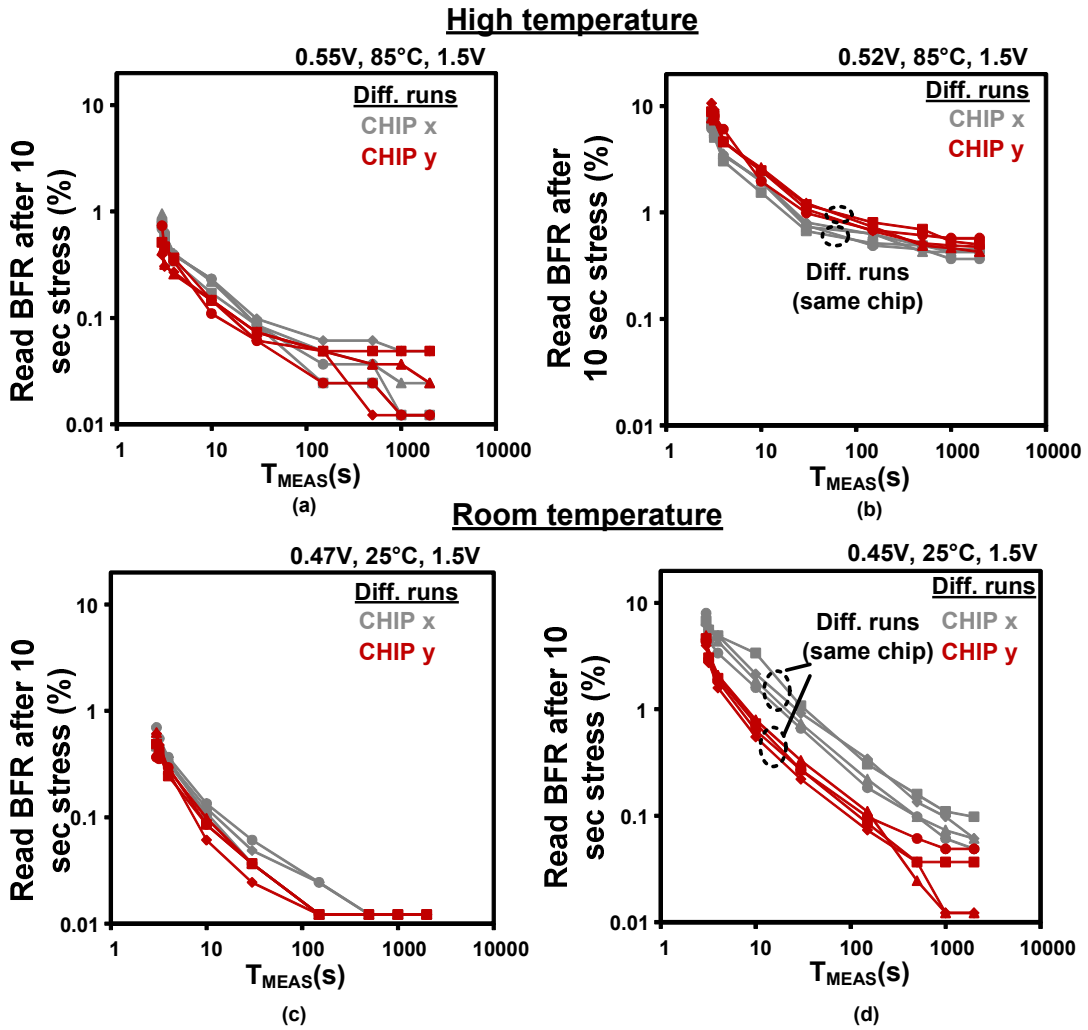 High temperature
0.55V, 85°C, 1.5V
Diff. runs
CHIP x
CHIP y
Read BFR after 10
sec stress (%)
10
1
0.1
0.01
1
10
100
1000
10000
TMEAS(s)
(a)
0.52V, 85°C, 1.5V
Diff. runs
CHIP x
CHIP y
Diff. runs
(same chip)
Read BFR after
10 sec stress (%)
10
1
0.1
0.01
1
10
100
1000
10000
TMEAS(s)
(b)
Room temperature
0.47V, 25°C, 1.5V
Diff. runs
CHIP x
CHIP y
Read BFR after 10
sec stress (%)
10
1
0.1
0.01
1
10
100
1000
10000
TMEAS(s)
(c)
0.45V, 25°C, 1.5V
Diff. runs
CHIP x
CHIP y
Diff. runs
(same chip)
Read BFR after 10
sec stress (%)
10
1
0.1
0.01
1
10
100
1000
10000
TMEAS(s)
(d)